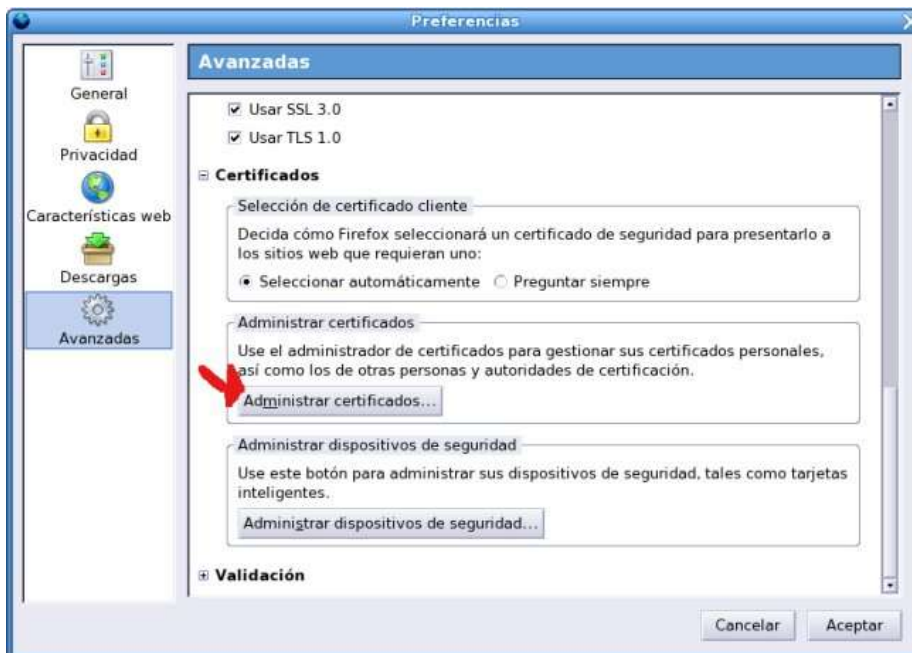 Preferencias
General
Privacidad
Características web
Descargas
Avanzadas
Avanzadas
Usar SSL 3.0
Usar TLS 1.0
Certificados
Selección de certificado cliente
Decida cómo Firefox seleccionará un certificado de seguridad para presentarlo a
los sitios web que requieran uno:
Seleccionar automáticamente Preguntar siempre
Administrar certificados
Use el administrador de certificados para gestionar sus certificados personales,
así como los de otras personas y autoridades de certificación.
Administrar certificados...
Administrar dispositivos de seguridad
Use este botón para administrar sus dispositivos de seguridad, tales como tarjetas
inteligentes.
Administrar dispositivos de seguridad...
Validación
Cancelar Aceptar